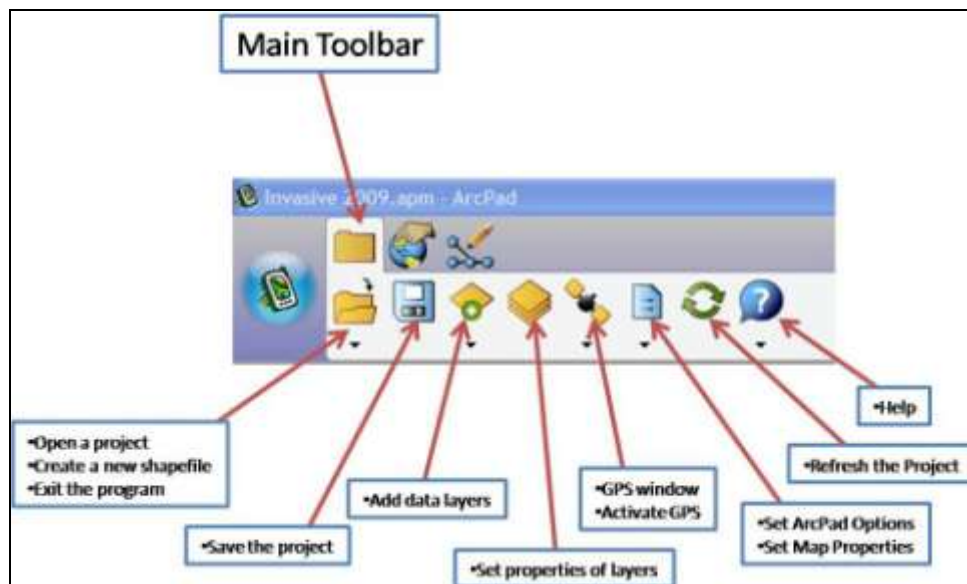 Main Toolbar
Invasive 2009.apm - ArcPad
•Open a project
•Create a new shapefile
•Exit the program
•Save the project
•Add data layers
•Set properties of layers
•GPS window
•Activate GPS
•Set ArcPad Options
•Set Map Properties
•Refresh the Project
•Help